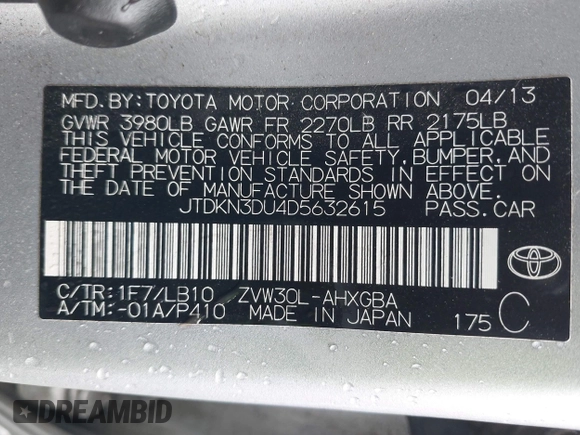 MFD. BY: TOYOTA MOTOR CORPORATION 04/13
GVWR 3980LB GAWR FR 2270LB RR 2175LB
THIS VEHICLE CONFORMS TO ALL APPLICABLE
FEDERAL MOTOR VEHICLE SAFETY, BUMPER, AND
THEFT PREVENTION STANDARDS IN EFFECT ON
THE DATE OF MANUFACTURE SHOWN ABOVE.
JTDKN3DU4D5632615 PASS. CAR
C/TR: 1F7/LB10 ZVW30L-AHXGBA
A/TM: -01A/P410 MADE IN JAPAN 175 C
TOYOTA
DREAMBID